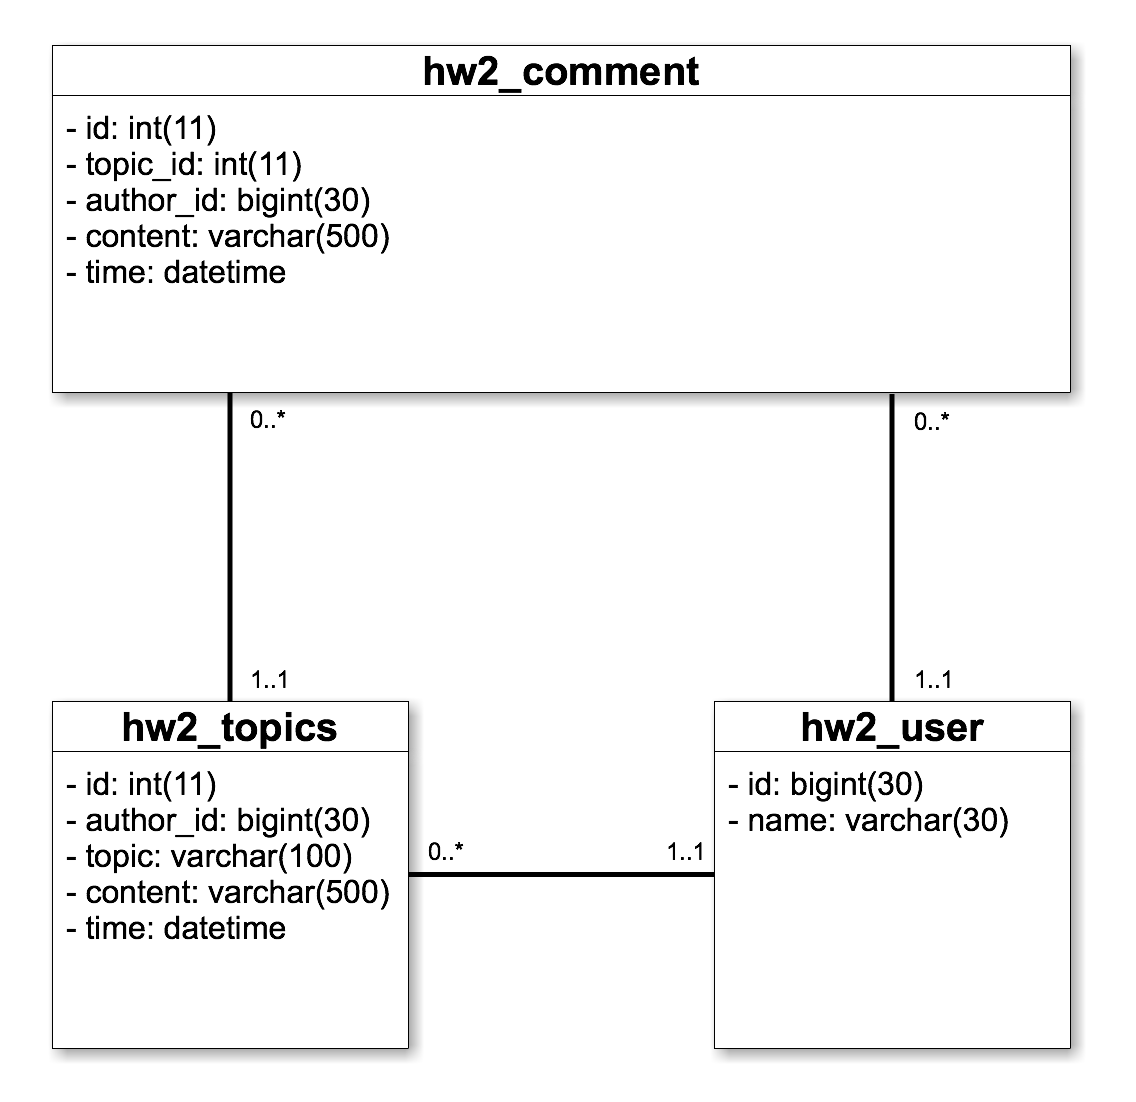 hw2_comment
- id: int(11)
- topic_id: int(11)
- author_id: bigint(30)
- content: varchar(500)
- time: datetime
0..*
0..*
1..1
1..1
hw2_topics
- id: int(11)
- author_id: bigint(30)
- topic: varchar(100)
- content: varchar(500)
- time: datetime
0..*
1..1
hw2_user
- id: bigint(30)
- name: varchar(30)